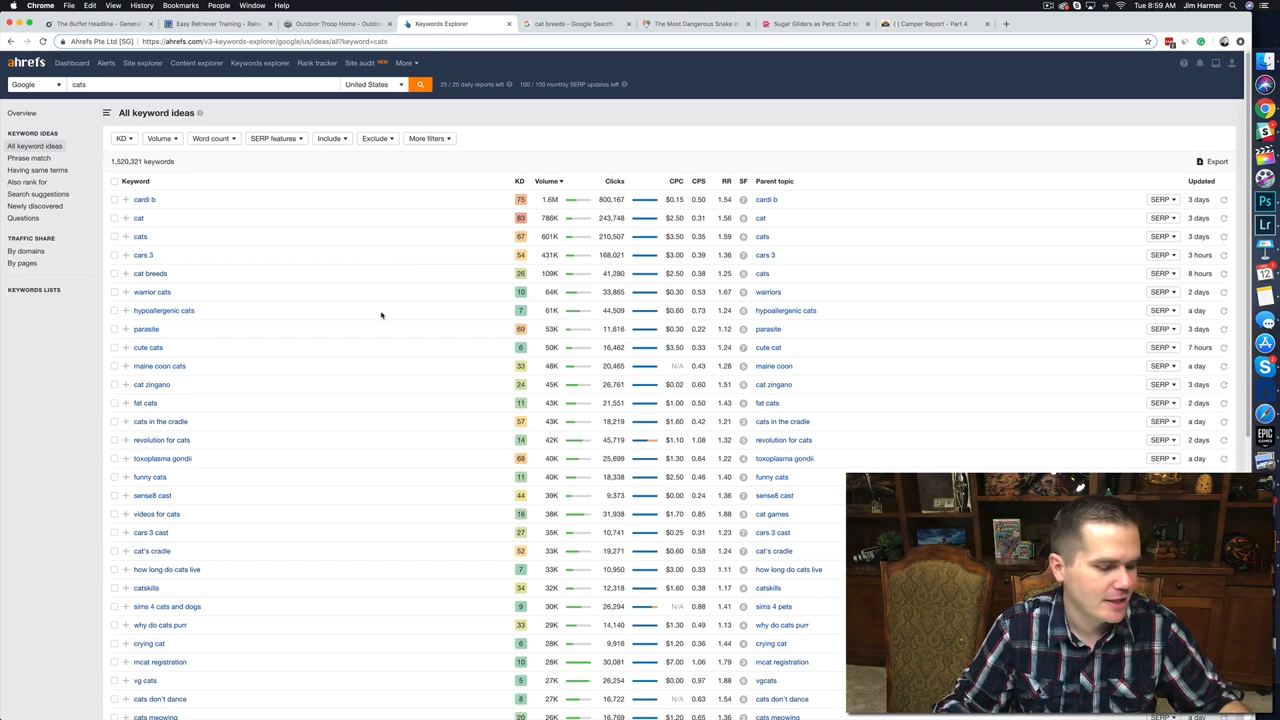 Chrome File Edit View History Bookmarks People Window Help Tue 8:59 AM Jim Harmer
The Buffet Headline - General Easy Retriever Training - Raise Outdoor Troop Home - Outdoo Keywords Explorer cat breeds - Google Search The Most Dangerous Snake in Sugar Gliders as Pets: Cost to ( ) Camper Report - Part 4
Ahrefs Pte Ltd [SG] https://ahrefs.com/v3-keywords-explorer/google/us/ideas/all?keyword=cats
ahrefs Dashboard Alerts Site explorer Content explorer Keywords explorer Rank tracker Site audit NEW More
Google cats United States 25 / 25 daily reports left 100 / 100 monthly SERP updates left
Overview
KEYWORD IDEAS
All keyword ideas
Phrase match
Having same terms
Also rank for
Search suggestions
Newly discovered
Questions
TRAFFIC SHARE
By domains
By pages
KEYWORDS LISTS
All keyword ideas
KD Volume Word count SERP features Include Exclude More filters
1,520,321 keywords Export
Keyword KD Volume Clicks CPC CPS RR SF Parent topic Updated
cardi b 75 1.6M 800,167 $0.15 0.50 1.54 cardi b SERP 3 days
cat 83 786K 243,748 $2.50 0.31 1.56 cat SERP 3 days
cats 67 601K 210,507 $3.50 0.35 1.59 cats SERP 3 days
cars 3 54 431K 168,021 $3.00 0.39 1.36 cars 3 SERP 3 hours
cat breeds 26 109K 41,280 $2.50 0.38 1.25 cats SERP 8 hours
warrior cats 10 64K 33,865 $0.30 0.53 1.67 warriors SERP 2 days
hypoallergenic cats 7 61K 44,509 $0.60 0.73 1.24 hypoallergenic cats SERP a day
parasite 69 53K 11,616 $0.30 0.22 1.12 parasite SERP 3 days
cute cats 6 50K 16,462 $3.50 0.33 1.24 cute cat SERP 7 hours
maine coon cats 33 48K 20,465 N/A 0.43 1.28 maine coon SERP a day
cat zingano 24 45K 26,761 $0.02 0.60 1.51 cat zingano SERP 3 days
fat cats 11 43K 21,551 $1.00 0.50 1.43 fat cats SERP 2 days
cats in the cradle 57 43K 18,219 $1.60 0.42 1.21 cats in the cradle SERP a day
revolution for cats 14 42K 45,719 $1.10 1.08 1.32 revolution for cats SERP 2 days
toxoplasma gondii 68 40K 25,699 $1.30 0.64 1.22 toxoplasma gondii SERP a day
funny cats 11 40K 18,338 $2.50 0.46 1.40 funny cats
sense8 cast 44 39K 9,373 $0.00 0.24 1.36 sense8 cast
videos for cats 16 38K 31,938 $1.70 0.85 1.88 cat games
cars 3 cast 27 35K 10,741 $0.25 0.31 1.23 cars 3 cast
cat's cradle 52 33K 19,271 $0.60 0.58 1.24 cat's cradle
how long do cats live 7 33K 10,950 $3.00 0.33 1.11 how long do cats live
catskills 34 32K 12,318 $1.60 0.38 1.17 catskills
sims 4 cats and dogs 9 30K 26,294 N/A 0.88 1.41 sims 4 pets
why do cats purr 33 29K 14,140 $1.30 0.49 1.13 why do cats purr
crying cat 6 28K 9,916 $1.20 0.36 1.44 crying cat
mcat registration 10 28K 30,081 $7.00 1.06 1.79 mcat registration
vg cats 5 27K 26,254 $0.00 0.97 1.88 vgcats
cats don't dance 8 27K 16,722 N/A 0.63 1.54 cats don't dance
cats meowing 20 26K 16,769 $1.20 0.65 1.38 cats meowing